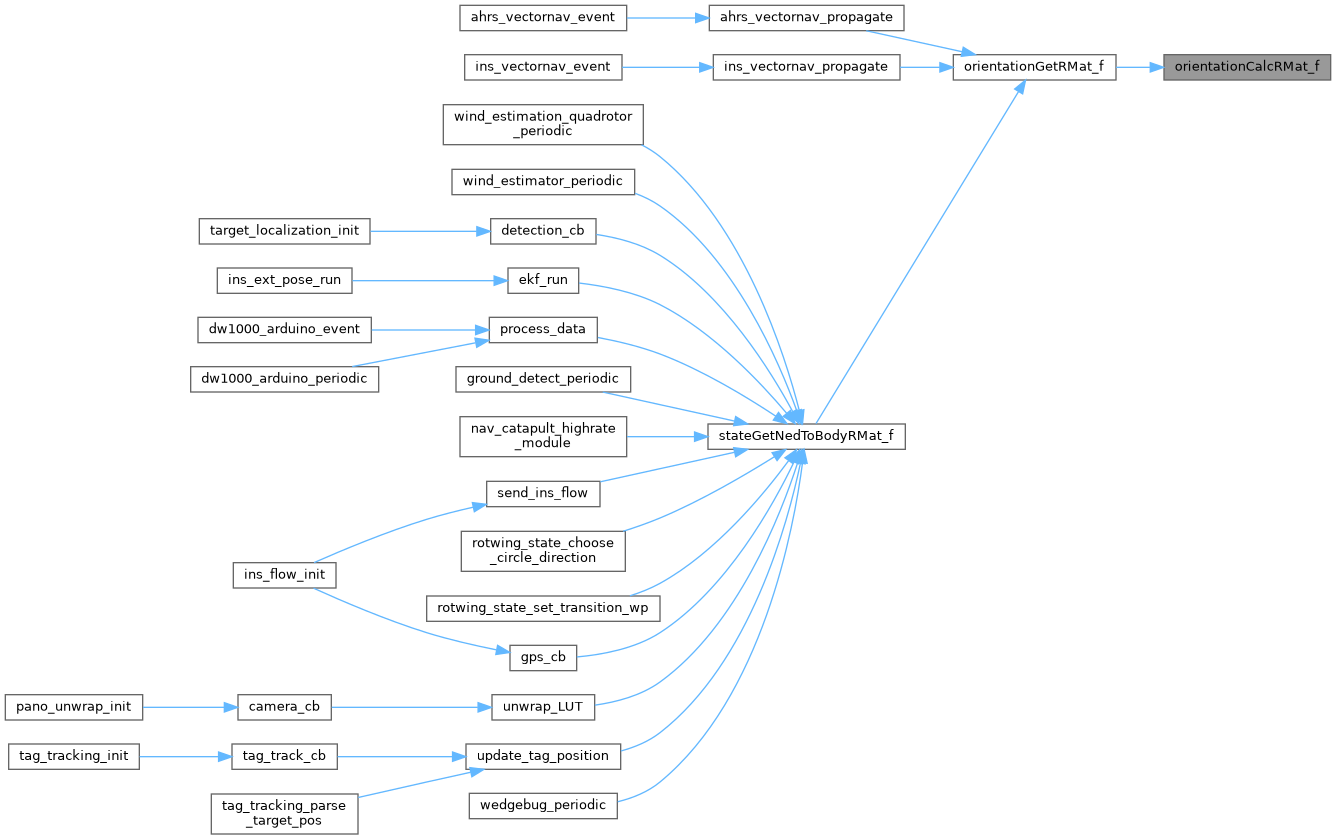 ahrs_vectornav_event
ahrs_vectornav_propagate
ins_vectornav_event
ins_vectornav_propagate
orientationGetRMat_f
orientationCalcRMat_f
wind_estimation_quadrotor
_periodic
wind_estimator_periodic
target_localization_init
detection_cb
ins_ext_pose_run
ekf_run
dw1000_arduino_event
process_data
dw1000_arduino_periodic
ground_detect_periodic
nav_catapult_highrate
_module
stateGetNedToBodyRMat_f
send_ins_flow
rotwing_state_choose
_circle_direction
ins_flow_init
rotwing_state_set_transition_wp
gps_cb
pano_unwrap_init
camera_cb
unwrap_LUT
tag_tracking_init
tag_track_cb
update_tag_position
tag_tracking_parse
_target_pos
wedgebug_periodic